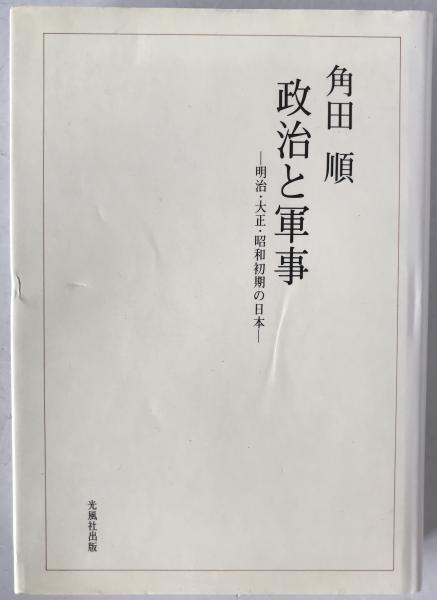 角田 順
政治と軍事
―明治・大正・昭和初期の日本―
光風社出版